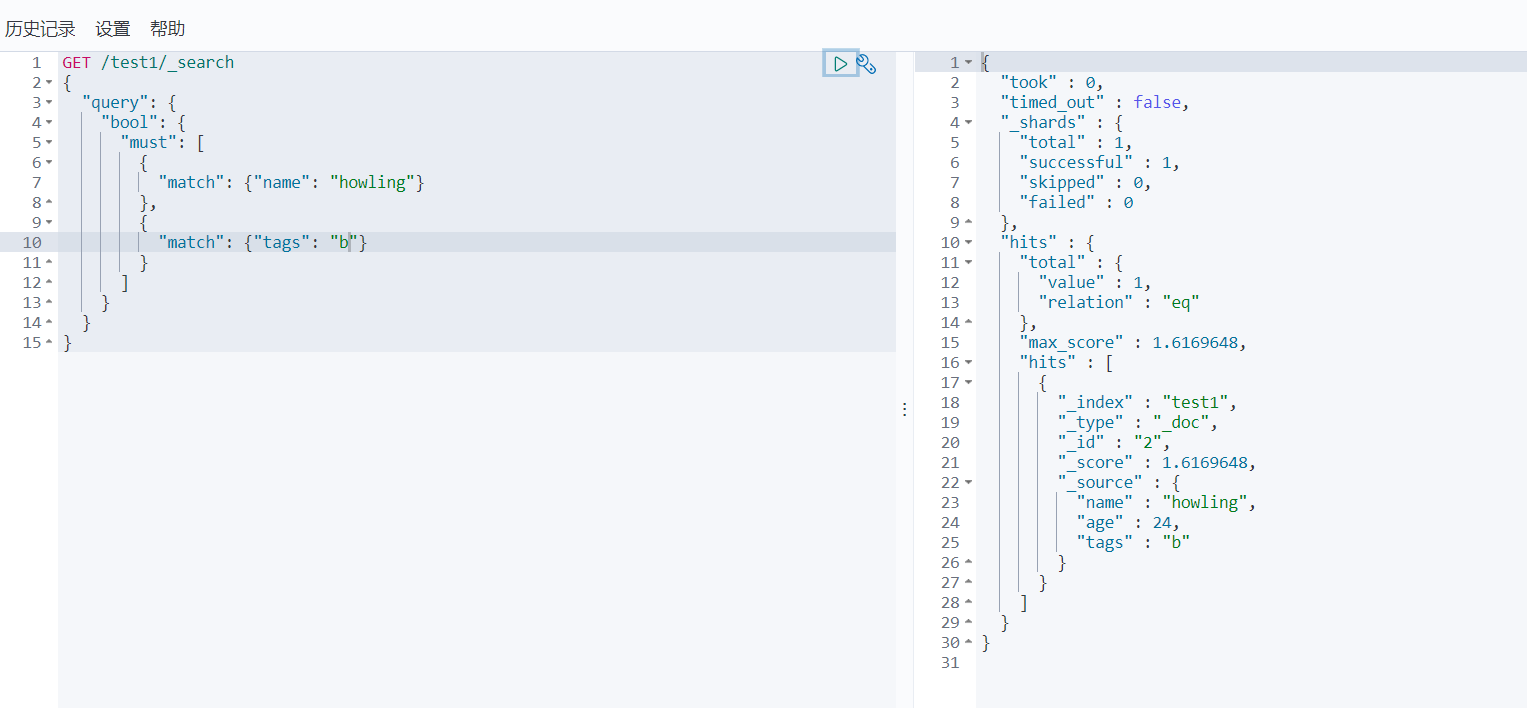 历史记录 设置 帮助
1 GET /test1/_search
2 {
3 "query": {
4 "bool": {
5 "must": [
6 {
7 "match": {"name": "howling"}
8 },
9 {
10 "match": {"tags": "b"}
11 }
12 ]
13 }
14 }
15 }
1 {
2 "took" : 0,
3 "timed_out" : false,
4 "_shards" : {
5 "total" : 1,
6 "successful" : 1,
7 "skipped" : 0,
8 "failed" : 0
9 },
10 "hits" : {
11 "total" : {
12 "value" : 1,
13 "relation" : "eq"
14 },
15 "max_score" : 1.6169648,
16 "hits" : [
17 {
18 "_index" : "test1",
19 "_type" : "_doc",
20 "_id" : "2",
21 "_score" : 1.6169648,
22 "_source" : {
23 "name" : "howling",
24 "age" : 24,
25 "tags" : "b"
26 }
27 }
28 ]
29 }
30 }
31